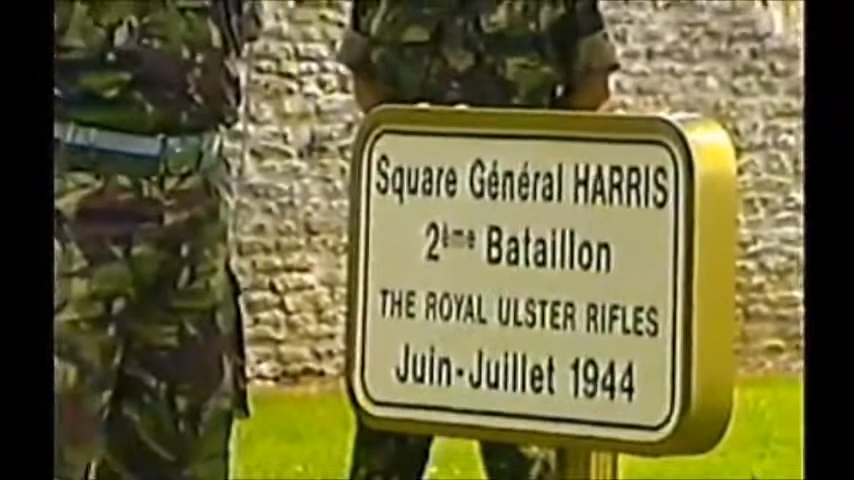 Square Général HARRIS
2ème Bataillon
THE ROYAL ULSTER RIFLES
Juin-Juillet 1944